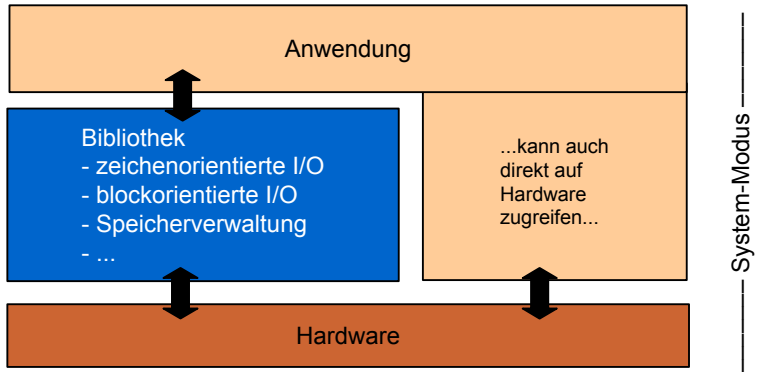 Anwendung
Bibliothek
- zeichenorientierte I/O
- blockorientierte I/O
- Speicherverwaltung
- ...
...kann auch
direkt auf
Hardware
zugreifen...
Hardware
System-Modus